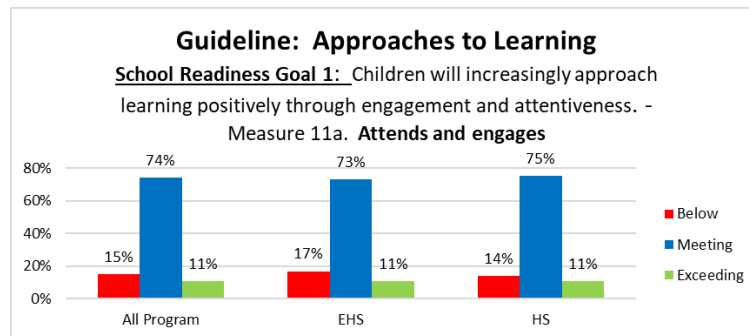 Guideline:  Approaches to Learning
School Readiness Goal 1:  Children will increasingly approach
learning positively through engagement and attentiveness. -
Measure 11a.  Attends and engages
80%
60%
40%
20%
0%
74%
15%
11%
73%
17%
11%
75%
14%
11%
All Program
EHS
HS
Below
Meeting
Exceeding